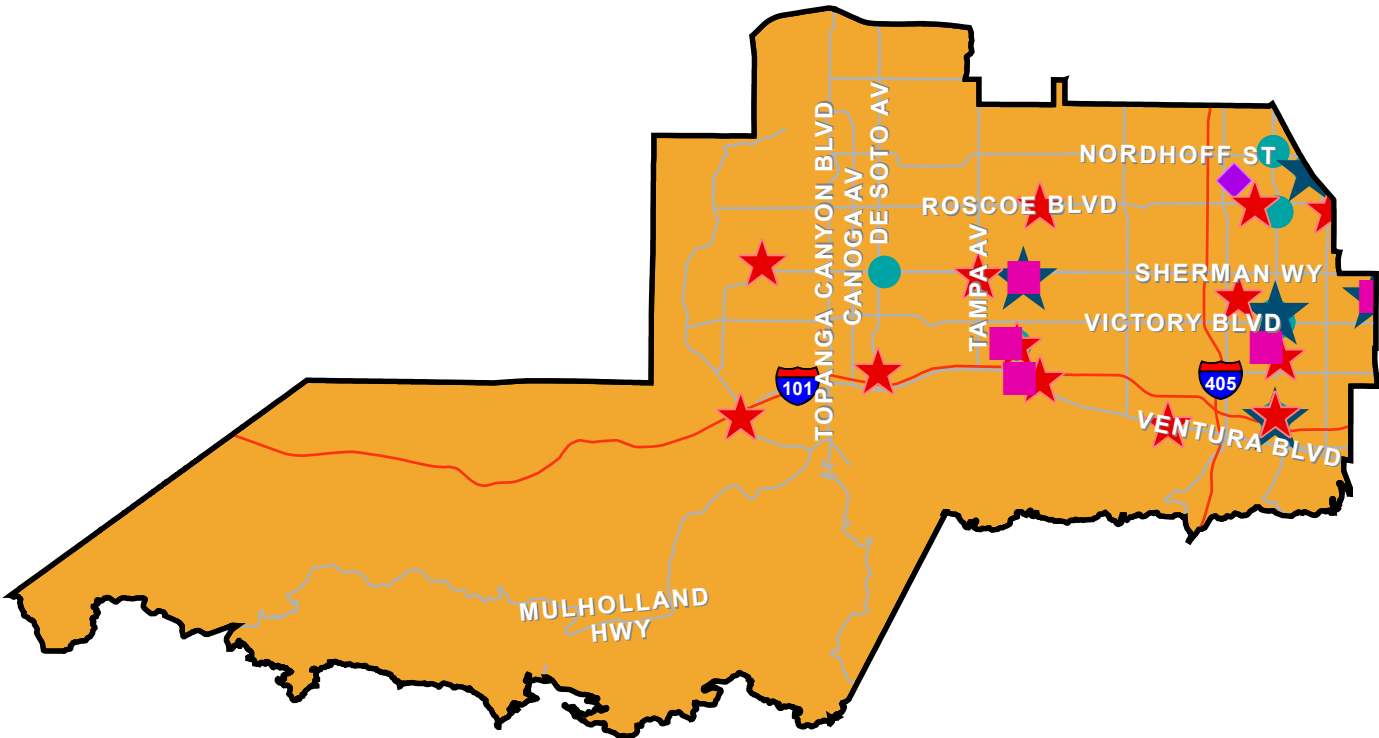 TOPANGA CANYON BLVD
CANOGA AV
DE SOTO AV
NORDHOFF ST
ROSCOE BLVD
TAMPA AV
SHERMAN WY
VICTORY BLVD
101
405
VENTURA BLVD
MULHOLLAND
HWY